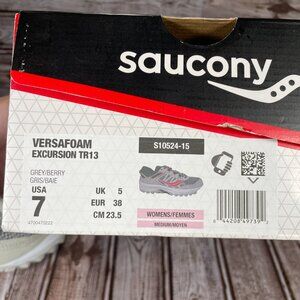 saucony
VERSAFOAM
EXCURSION TR13
S10524-15
GREY/BERRY
GRIS/BAIE
USA
7
UK 5
EUR 38
CM 23.5
WOMENS/FEMMES
MEDIUM/MOYEN